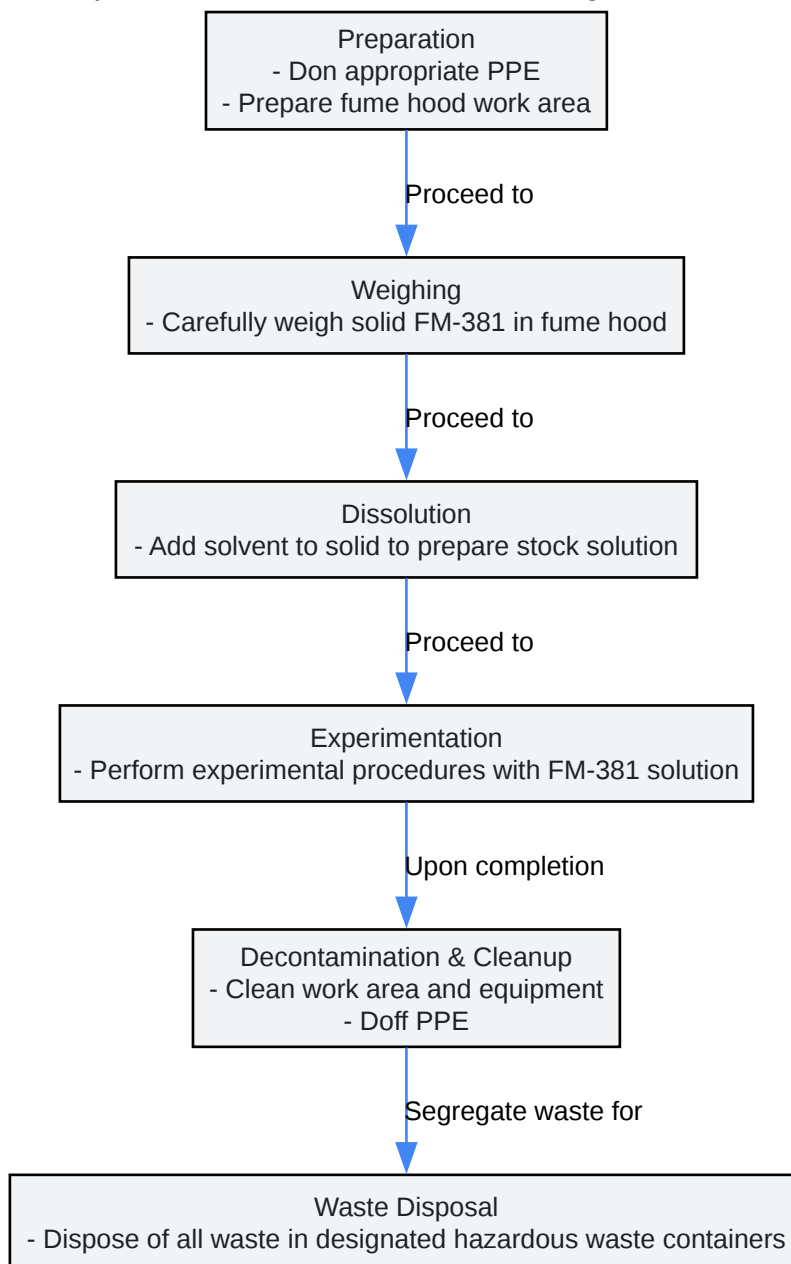 Preparation
- Don appropriate PPE
- Prepare fume hood work area
Proceed to
Weighing
- Carefully weigh solid FM-381 in fume hood
Proceed to
Dissolution
- Add solvent to solid to prepare stock solution
Proceed to
Experimentation
- Perform experimental procedures with FM-381 solution
Upon completion
Decontamination & Cleanup
- Clean work area and equipment
- Doff PPE
Segregate waste for
Waste Disposal
- Dispose of all waste in designated hazardous waste containers